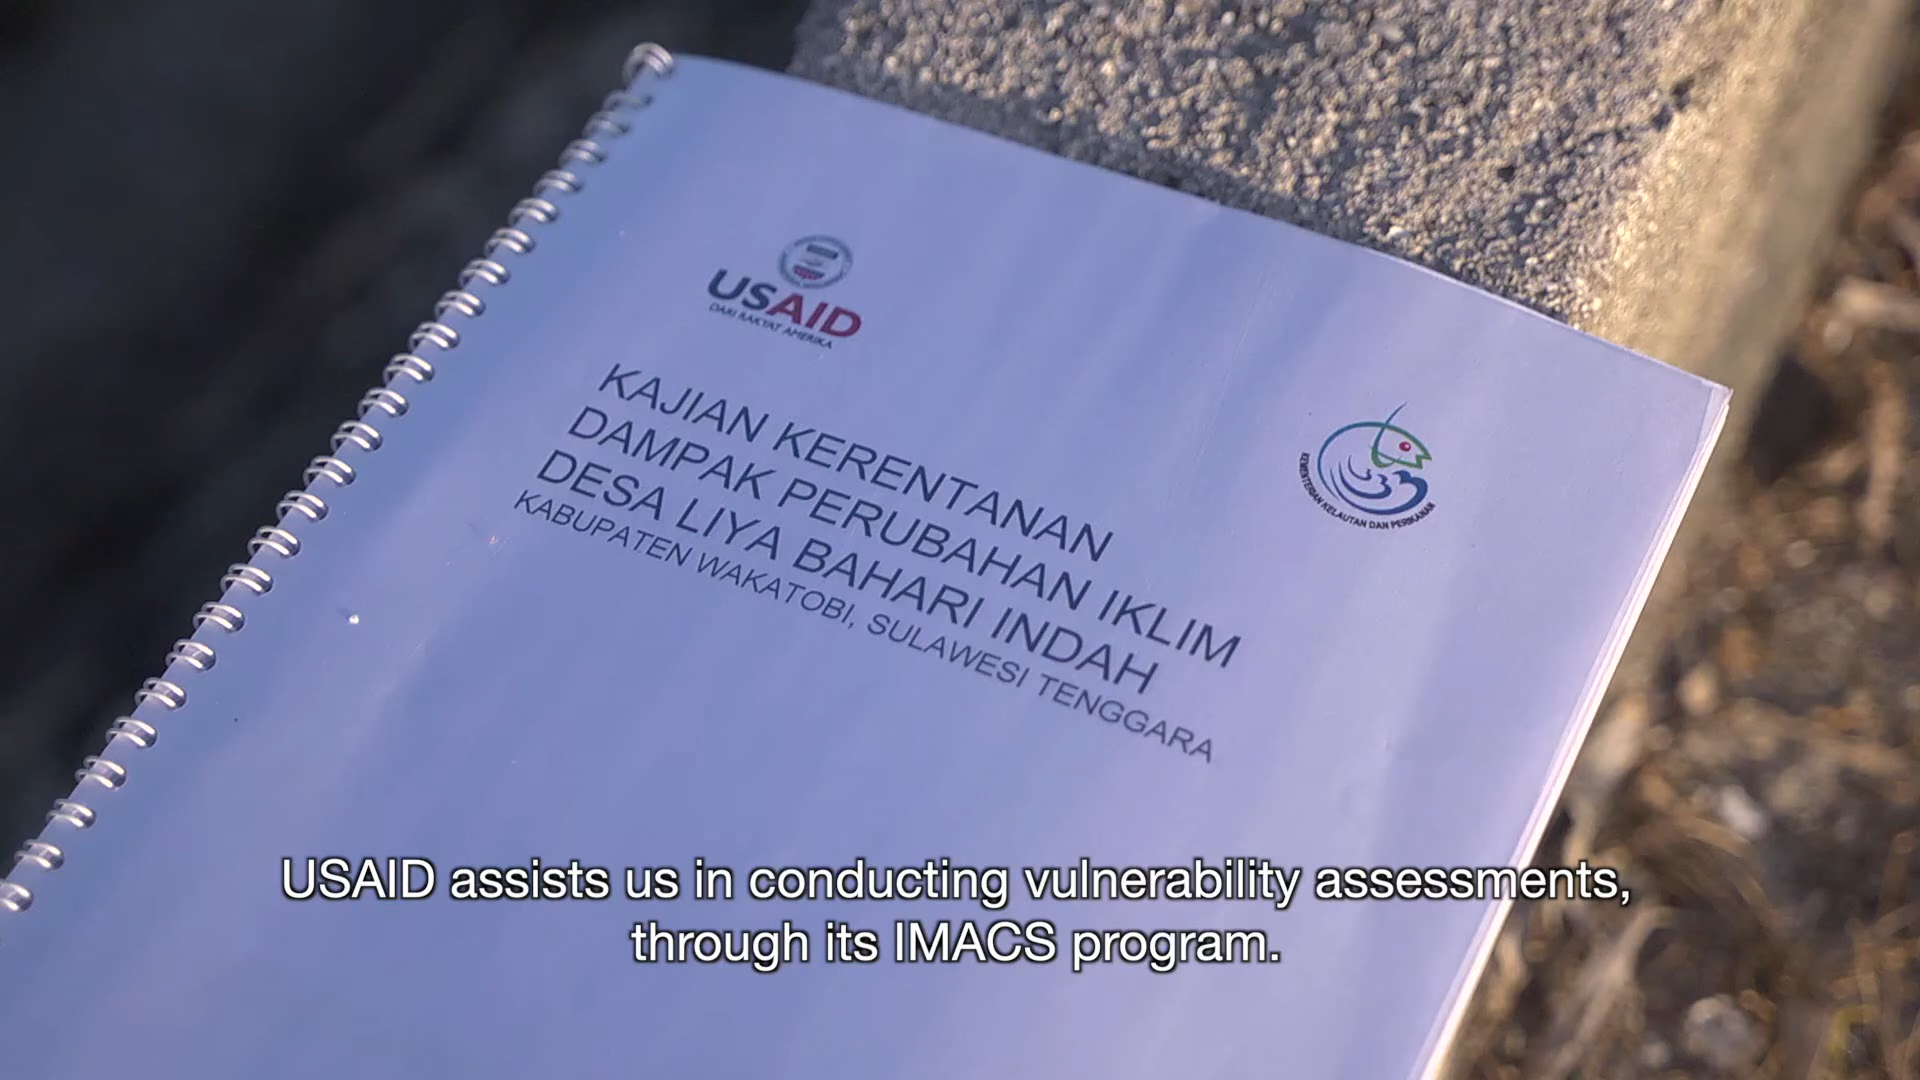 USAID
DARI RAKYAT AMERIKA
KAJIAN KERENTANAN
DAMPAK PERUBAHAN IKLIM
DESA LIYA BAHARI INDAH
KABUPATEN WAKATOBI, SULAWESI TENGGARA
KEMENTERIAN KELAUTAN DAN PERIKANAN
USAID assists us in conducting vulnerability assessments,
through its IMACS program.